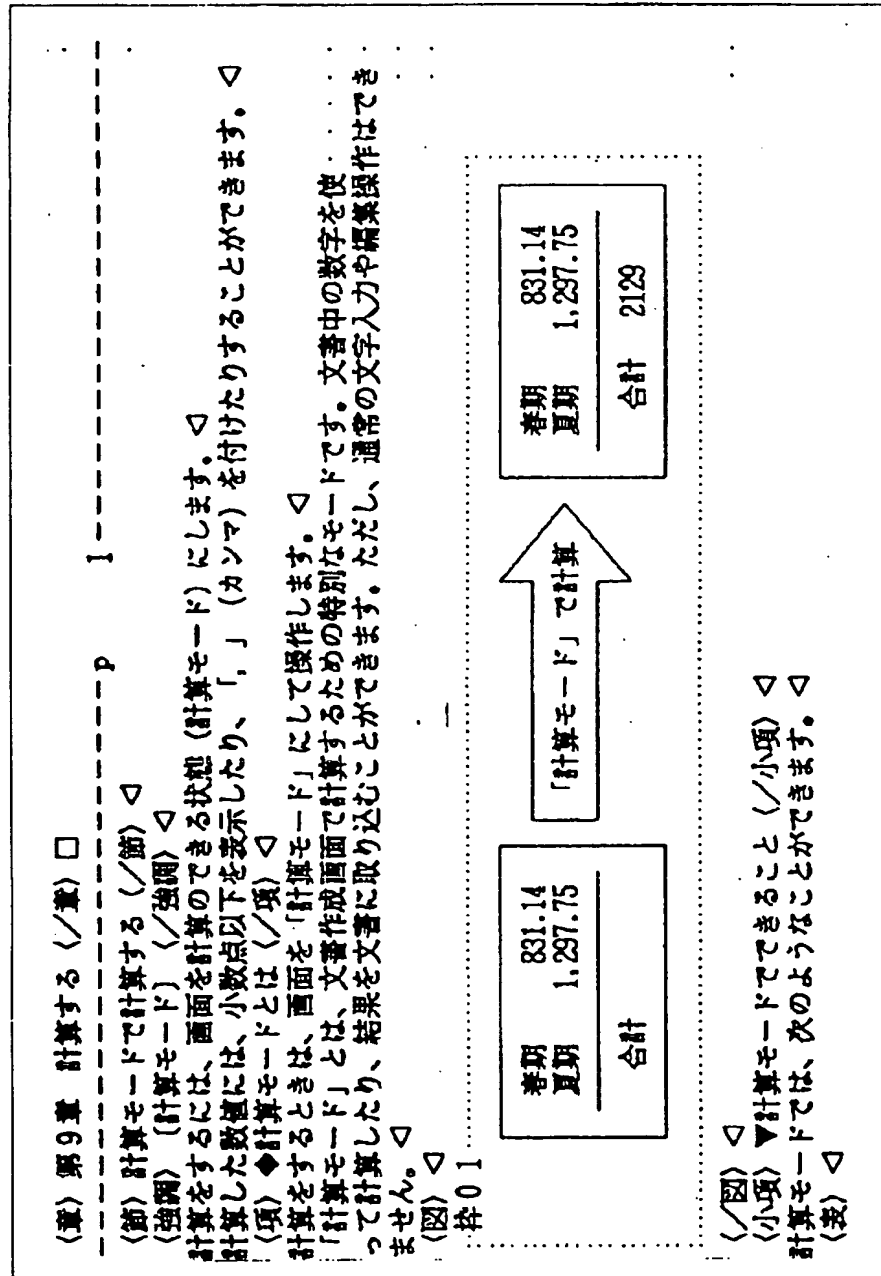 〈章〉第９章　計算する〈／章〉□
－－－－－－－－－－－－－－－－－－－－p－－－－－－1－－－－－－－－－－－－－－－－－－－－－－－－－－－
〈節〉計算モードで計算する〈／節〉◁
〈強調〉〔計算モード〕〈／強調〉◁
計算をするには、画面を計算のできる状態（計算モード）にします。◁
計算した数値には、小数点以下を表示したり、「，」（カンマ）を付けたりすることができます。◁
〈項〉◆計算モードとは〈／項〉◁
計算をするときは、画面を「計算モード」にして操作します。◁
「計算モード」とは、文書作成画面で計算するための特別なモードです。文書中の数字を使
って計算したり、結果を文書に取り込むことができます。ただし、通常の文字入力や編集操作はでき
ません。◁
〈図〉◁
枠０１
春期　831.14
夏期　1,297.75
合計
「計算モード」で計算
春期　831.14
夏期　1,297.75
合計　2129
〈／図〉◁
〈小項〉▼計算モードでできること〈／小項〉◁
計算モードでは、次のようなことができます。◁
〈表〉◁